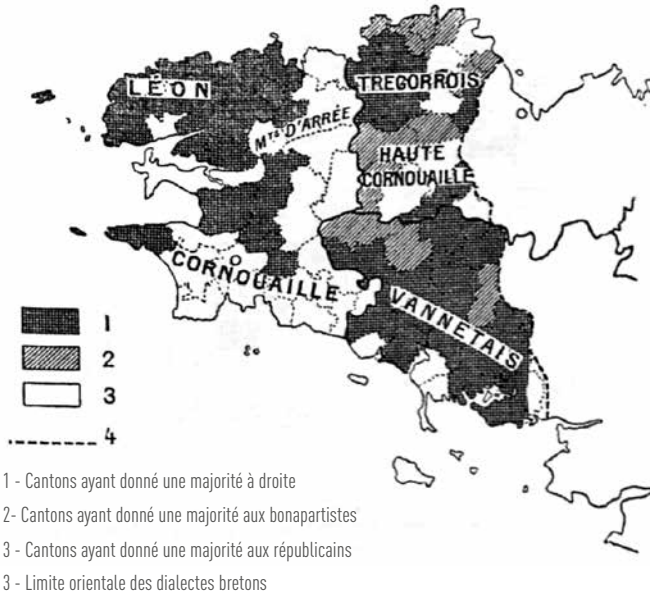 LÉON
TREGORROIS
Mts D'ARRÉE
HAUTE
CORNOUAILLE
CORNOUAILLE
VANNETAIS
1
2
3
4
1 - Cantons ayant donné une majorité à droite
2- Cantons ayant donné une majorité aux bonapartistes
3 - Cantons ayant donné une majorité aux républicains
3 - Limite orientale des dialectes bretons